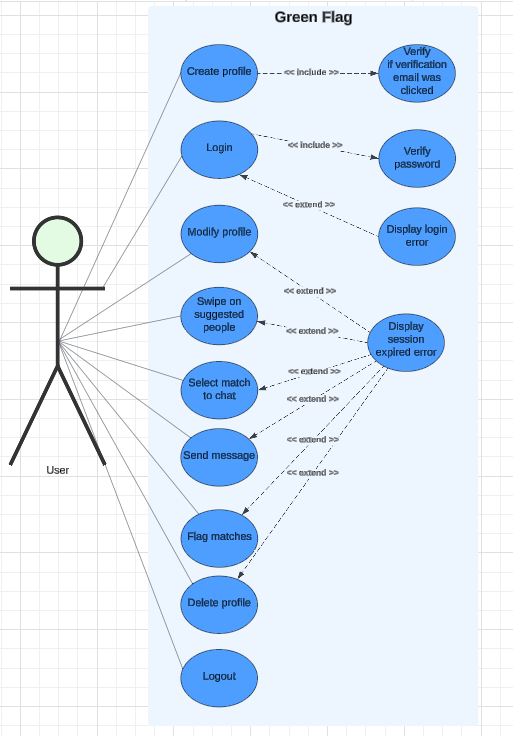 Green Flag
Create profile
<< include >>
Verify
if verification
email was
clicked
Login
<< include >>
Verify
password
<< extend >>
Display login
error
Modify profile
<< extend >>
Swipe on
suggested
people
<< extend >>
Display
session
expired error
Select match
to chat
<< extend >>
<< extend >>
Send message
<< extend >>
User
<< extend >>
Flag matches
Delete profile
Logout